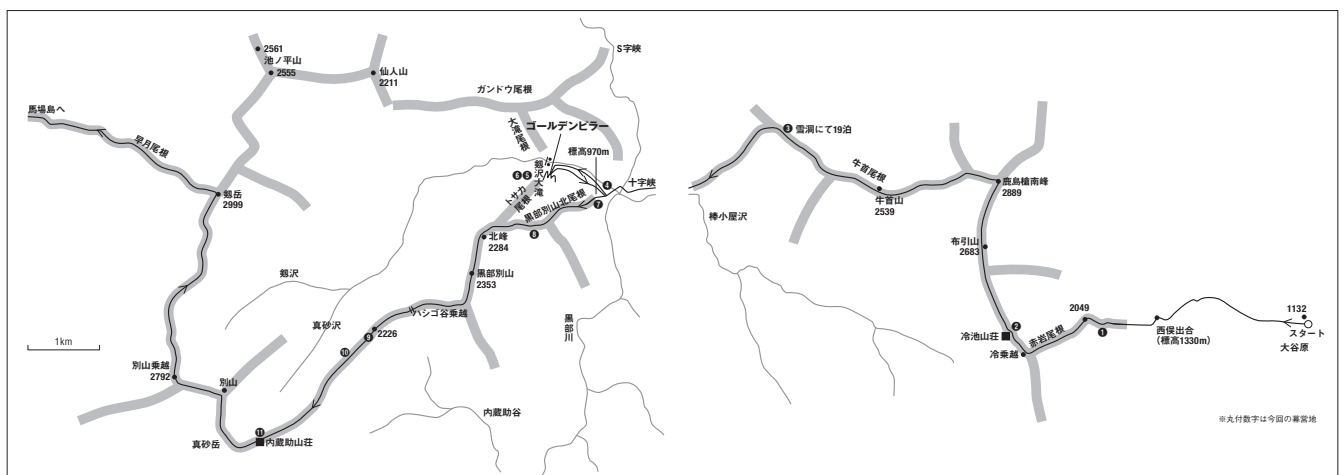 2561
池ノ平山
2555
仙人山
2211
S字峡
ガンドウ尾根
馬場島へ
早月尾根
大滝尾根
ゴールデンピラー
標高970m
❹
十字峡
❻ ❺
剱沢大滝
トサカ尾根
黒部別山北尾根
❼
❽
剱岳
2999
北峰
2284
黒部別山
2353
剱沢
ハシゴ谷乗越
真砂沢
❾
2226
❿
黒部川
1km
別山乗越
2792
別山
真砂岳
⓫
内蔵助山荘
内蔵助谷
❸ 雪洞にて19泊
牛首尾根
牛首山
2539
鹿島槍南峰
2889
棒小屋沢
布引山
2683
2049
❷
冷池山荘
赤岩尾根
❶
冷乗越
西俣出合
(標高1330m)
1132
スタート
大谷原
※丸付数字は今回の幕営地